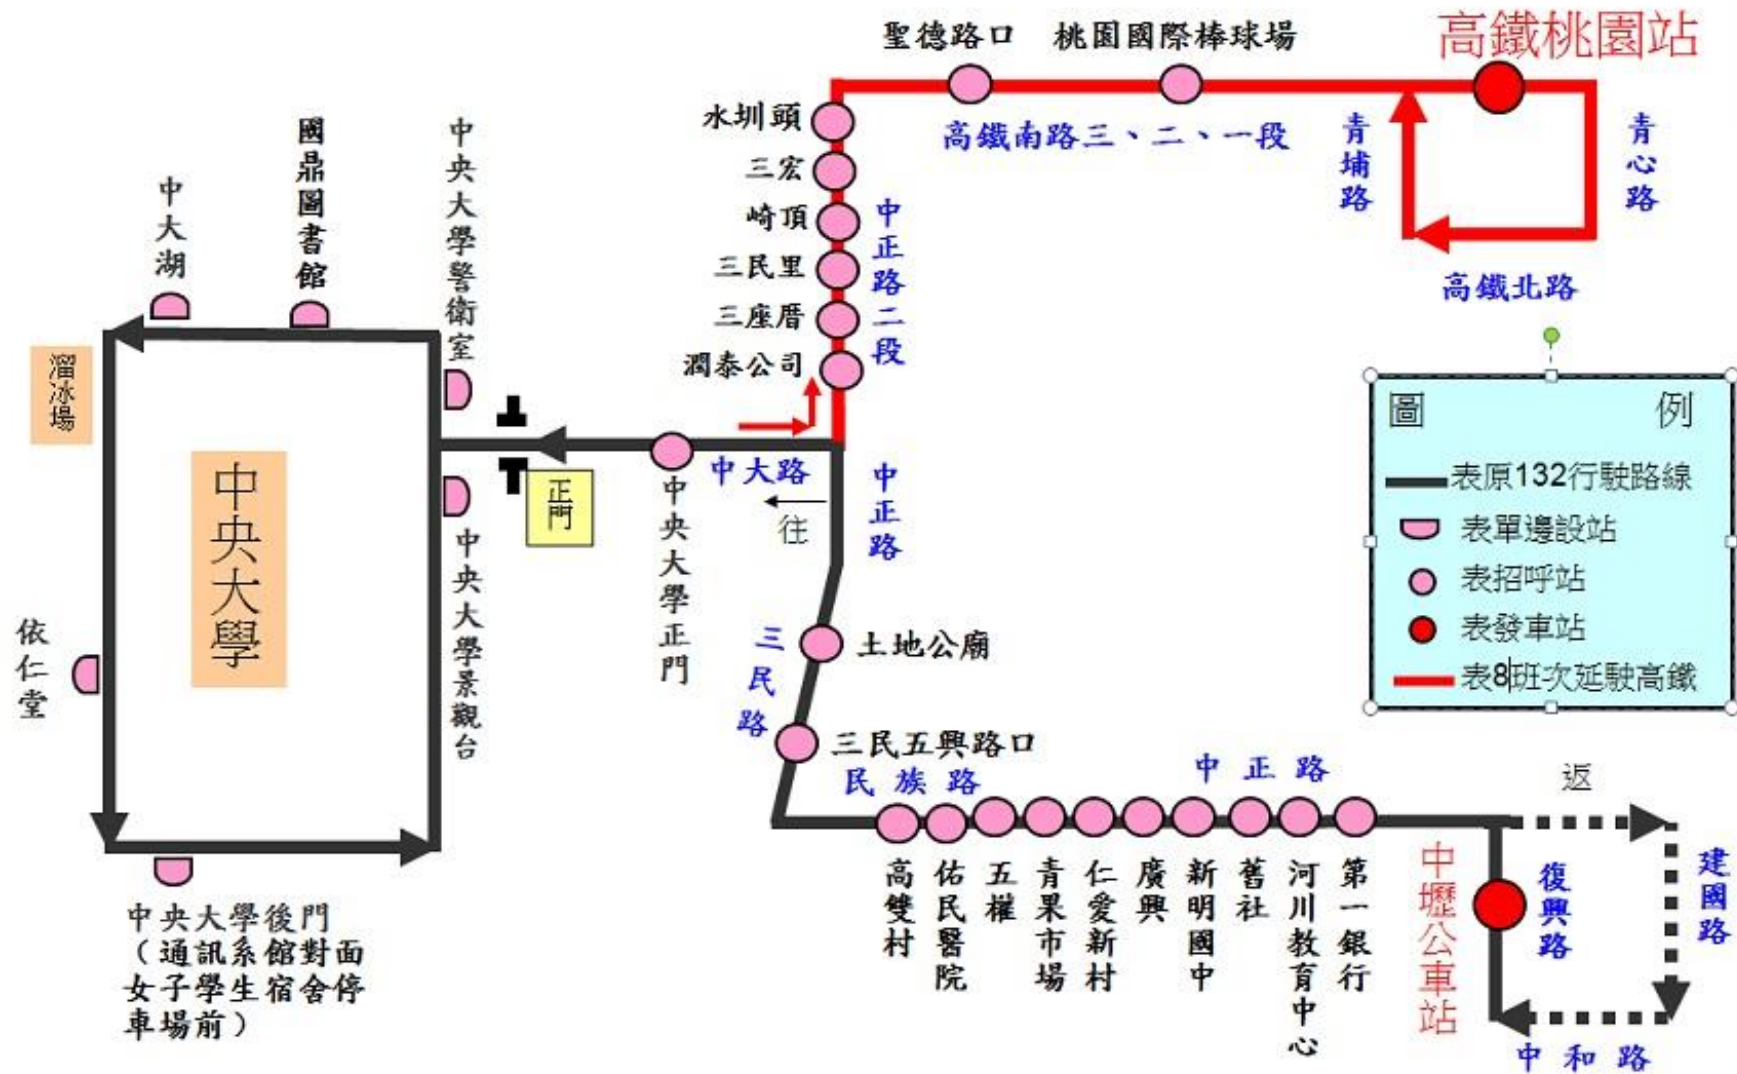 聖德路口
桃園國際棒球場
高鐵桃園站
水圳頭
三宏
崎頂
三民里
三座厝
潤泰公司
中正路二段
高鐵南路三、二、一段
青埔路
青心路
高鐵北路
中大湖
國鼎圖書館
中央大學警衛室
溜冰場
中央大學
正門
中央大學景觀台
中央大學正門
中大路
往
中正路
依仁堂
中央大學後門
（通訊系館對面
女子學生宿舍停
車場前）
三民路
土地公廟
三民五興路口
民族路
中正路
高雙村
佑民醫院
五權
青果市場
仁愛新村
廣興
新明國中
舊社
河川教育中心
第一銀行
中壢公車站
復興路
返
建國路
中和路
圖 例
表原132行駛路線
表單邊設站
表招呼站
表發車站
表8班次延駛高鐵